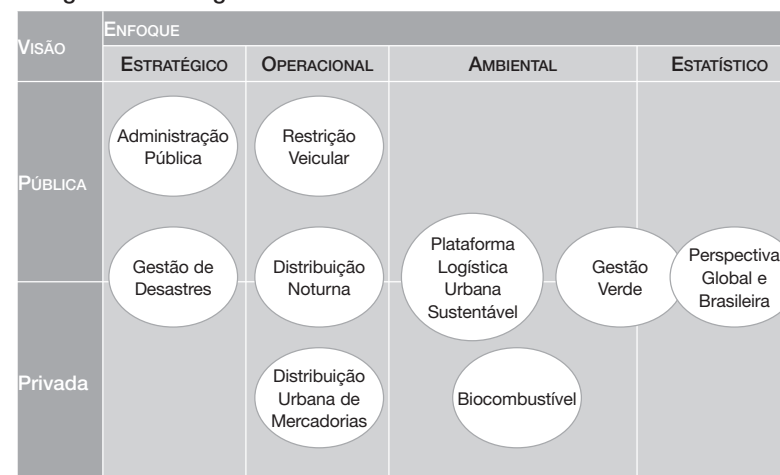 VISÃO
ENFOQUE
ESTRATÉGICO
OPERACIONAL
AMBIENTAL
ESTATÍSTICO
PÚBLICA
Administração
Pública
Restrição
Veicular
Gestão de
Desastres
Distribuição
Noturna
Plataforma
Logística
Urbana
Sustentável
Gestão
Verde
Perspectiva
Global e
Brasileira
Privada
Distribuição
Urbana de
Mercadorias
Biocombustível